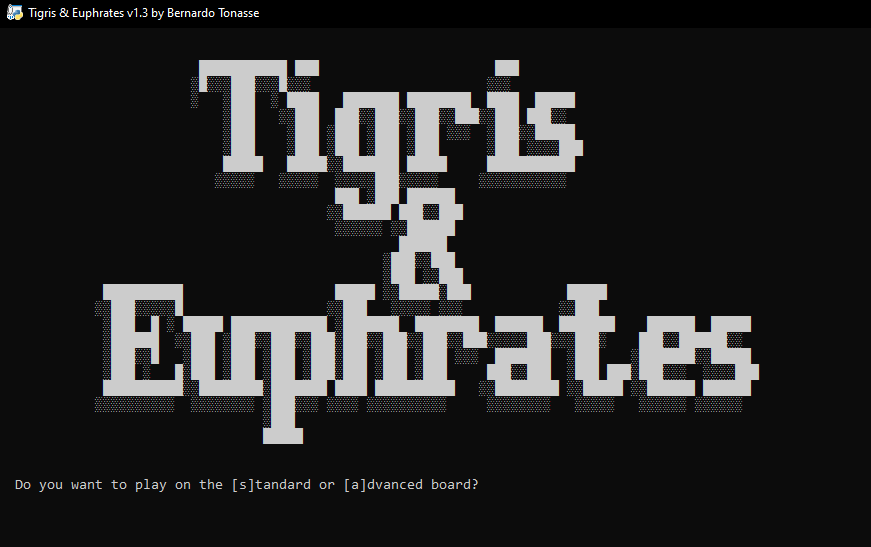 Tigris & Euphrates v1.3 by Bernardo Tonasse
Tigris
&
Euphrates
Do you want to play on the [s]tandard or [a]dvanced board?